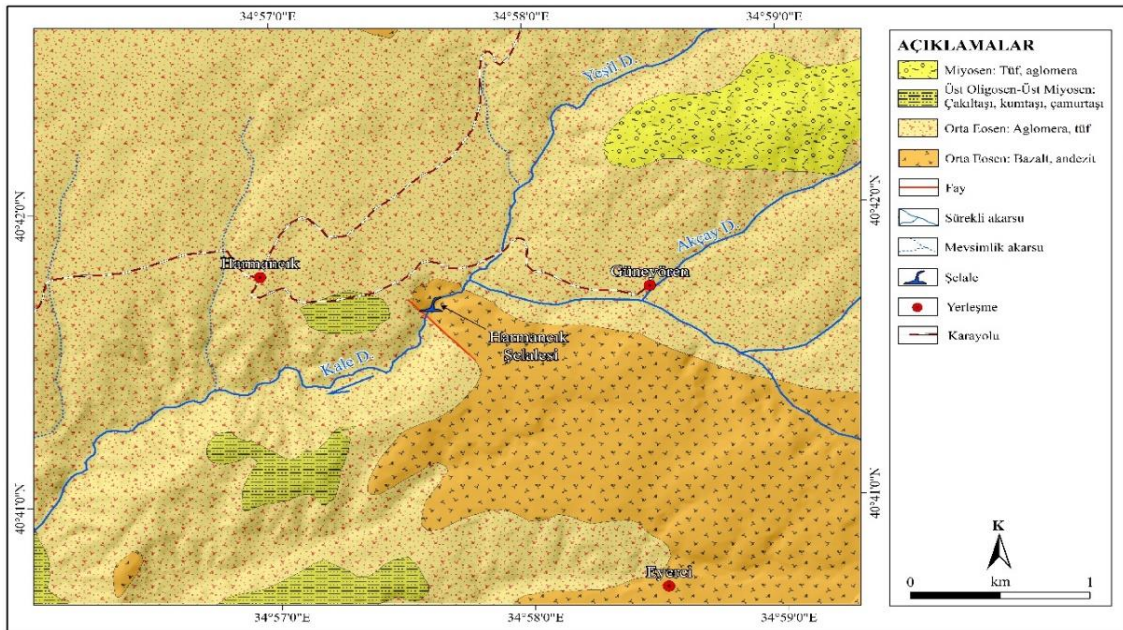 34°57'0"E
34°58'0"E
34°59'0"E
40°42'0"N
40°41'0"N
Yeşil D.
Akçay D.
Harmancık
Güneyören
Harmancık
Şelalesi
Kale D.
Eyerci
40°42'0"N
40°41'0"N
34°57'0"E
34°58'0"E
34°59'0"E
AÇIKLAMALAR
Miyosen: Tüf, aglomera
Üst Oligosen-Üst Miyosen:
Çakıltaşı, kumtaşı, çamurtaşı
Orta Eosen: Aglomera, tüf
Orta Eosen: Bazalt, andezit
Fay
Sürekli akarsu
Mevsimlik akarsu
Şelale
Yerleşme
Karayolu
K
0 km 1